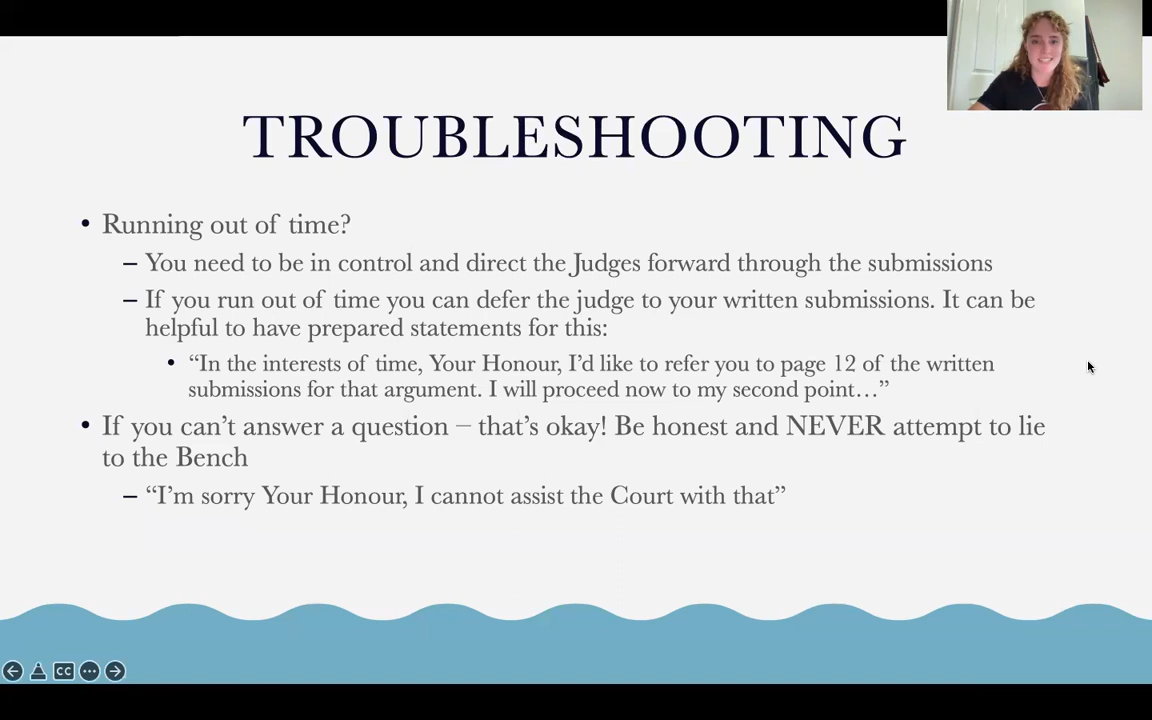 TROUBLESHOOTING
• Running out of time?
– You need to be in control and direct the Judges forward through the submissions
– If you run out of time you can defer the judge to your written submissions. It can be
helpful to have prepared statements for this:
• “In the interests of time, Your Honour, I’d like to refer you to page 12 of the written
submissions for that argument. I will proceed now to my second point…”
• If you can’t answer a question – that’s okay! Be honest and NEVER attempt to lie
to the Bench
– “I’m sorry Your Honour, I cannot assist the Court with that”
CC